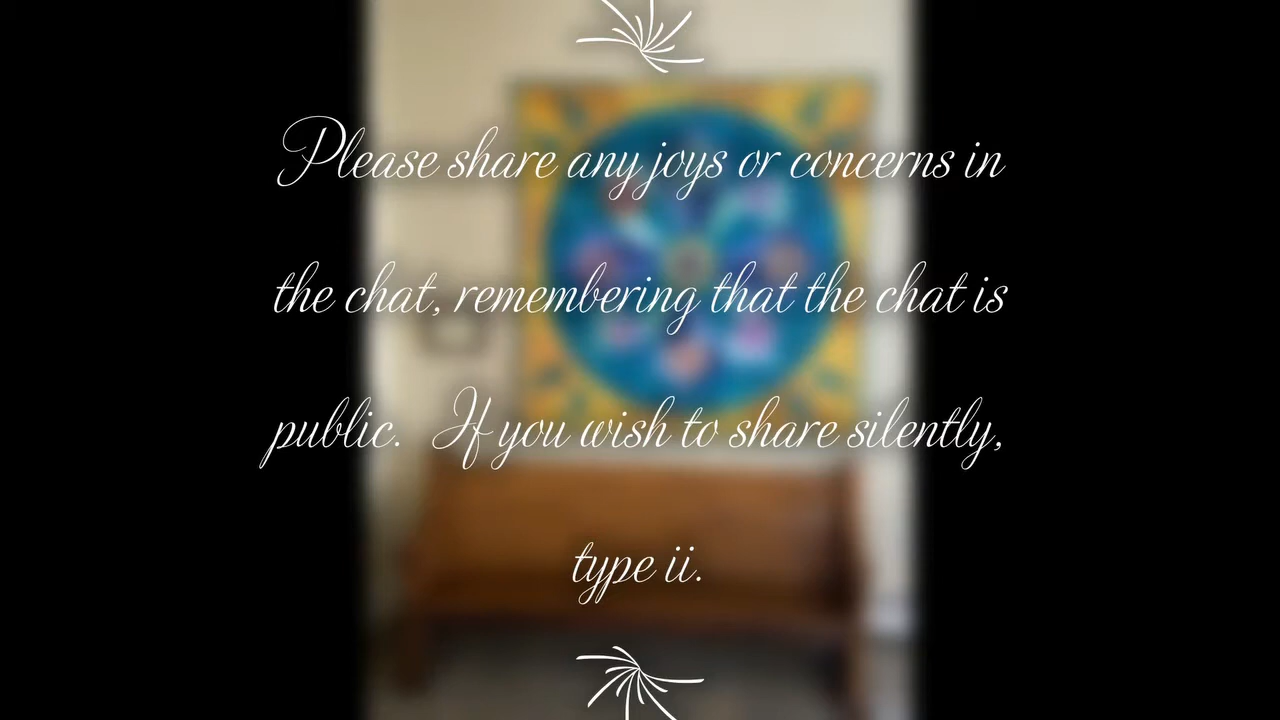 Please share any joys or concerns in
the chat, remembering that the chat is
public. If you wish to share silently,
type ii.